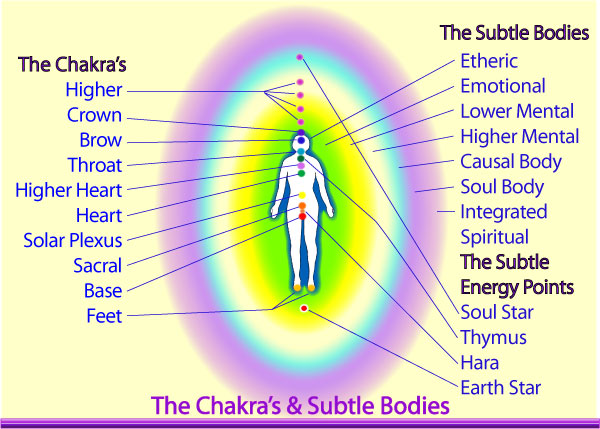 The Chakra's
Higher
Crown
Brow
Throat
Higher Heart
Heart
Solar Plexus
Sacral
Base
Feet
The Subtle Bodies
Etheric
Emotional
Lower Mental
Higher Mental
Causal Body
Soul Body
Integrated
Spiritual
The Subtle
Energy Points
Soul Star
Thymus
Hara
Earth Star
The Chakra's & Subtle Bodies